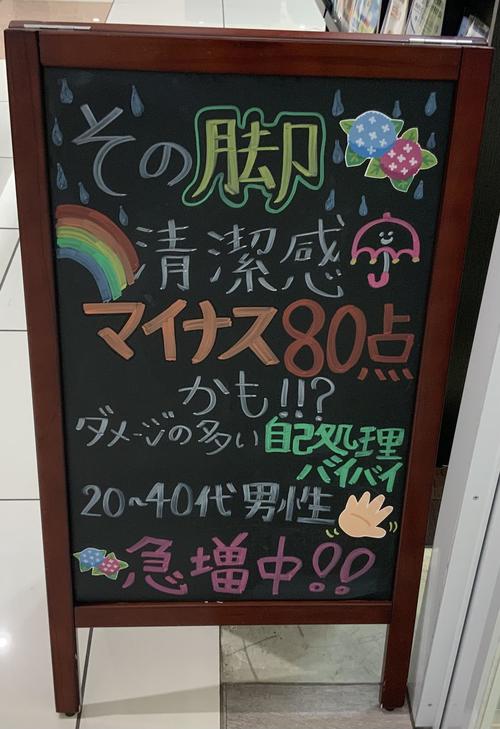 その脚
清潔感
マイナス80点
かも!!?
ダメージの多い自己処理
バイバイ
20~40代男性
急増中!!